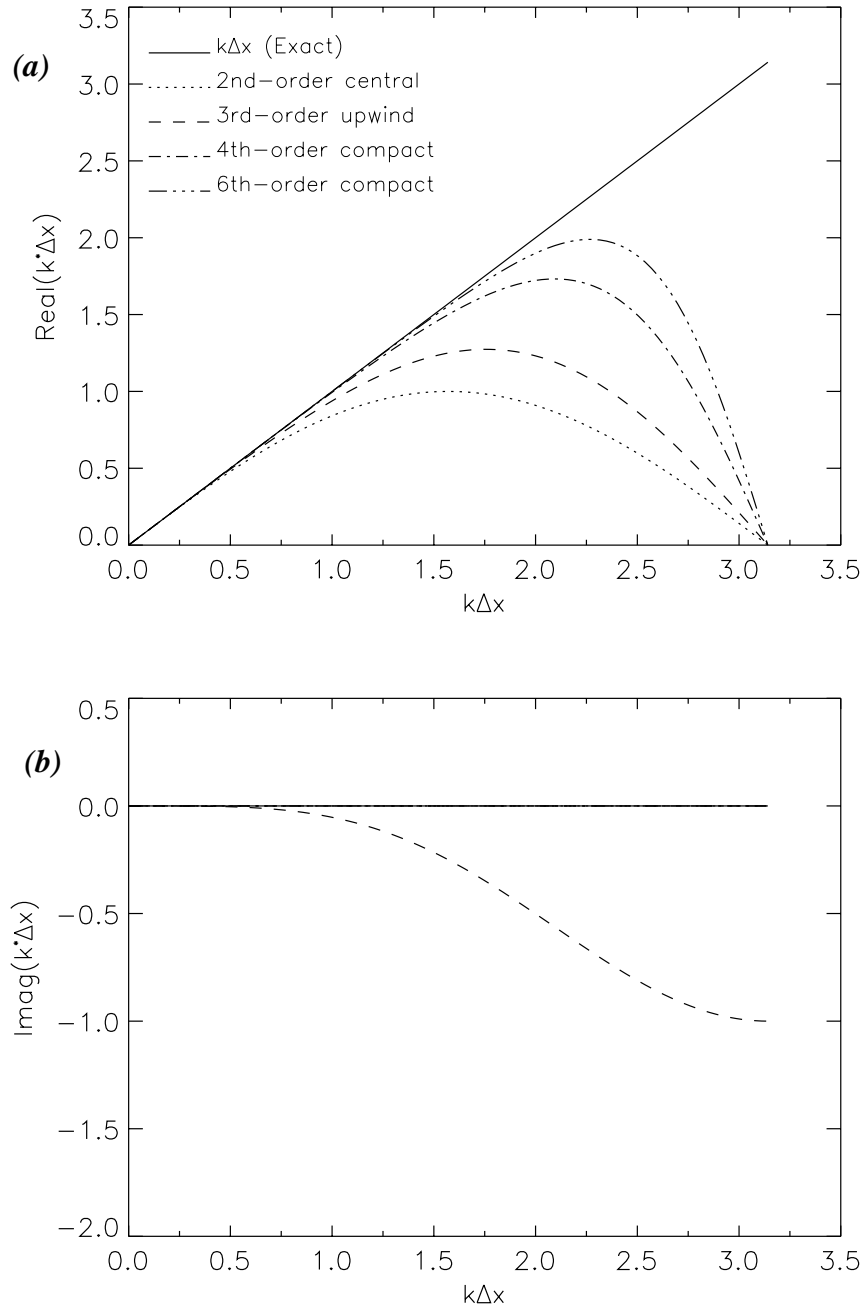 (a)
3.5
3.0
2.5
2.0
1.5
1.0
0.5
0.0
Real(k*Δx)
kΔx (Exact)
2nd-order central
3rd-order upwind
4th-order compact
6th-order compact
0.0 0.5 1.0 1.5 2.0 2.5 3.0 3.5
kΔx
(b)
0.5
0.0
-0.5
-1.0
-1.5
-2.0
Imag(k*Δx)
0.0 0.5 1.0 1.5 2.0 2.5 3.0 3.5
kΔx